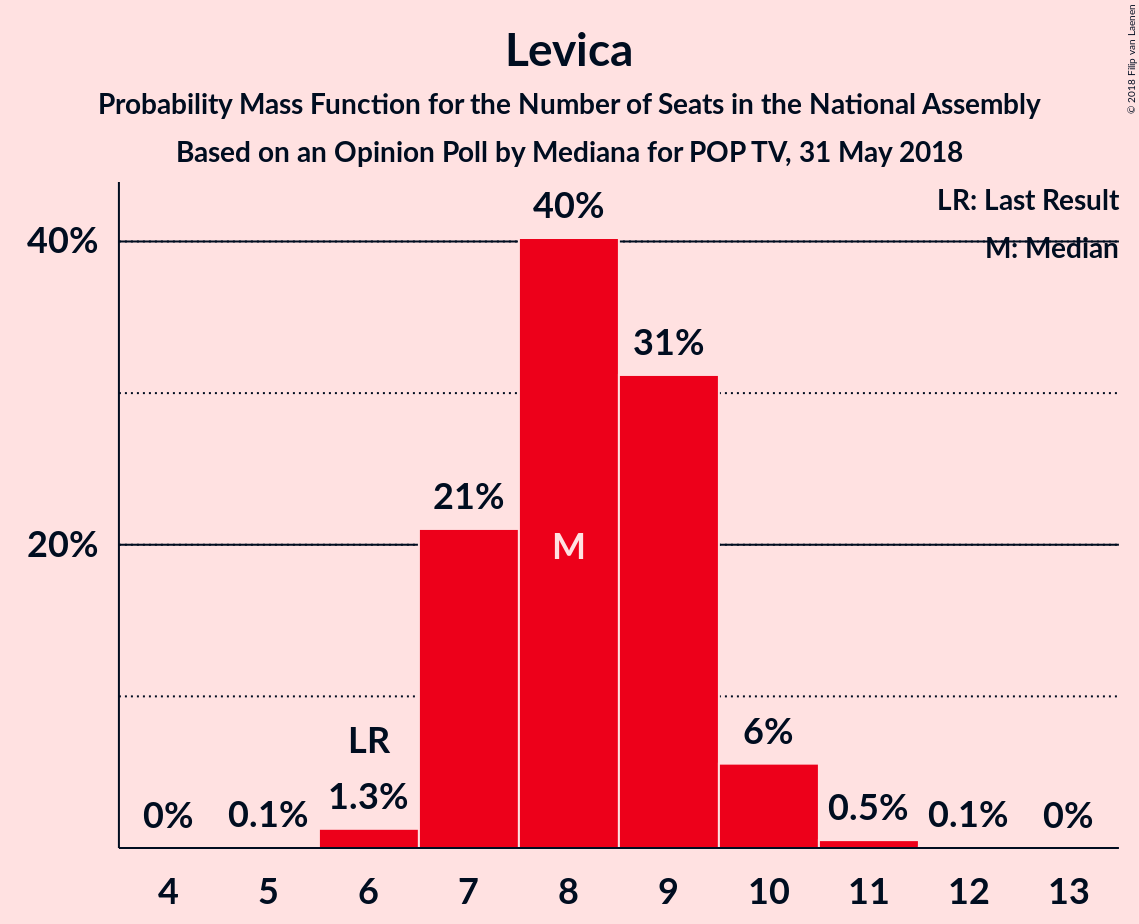 Levica
Probability Mass Function for the Number of Seats in the National Assembly
Based on an Opinion Poll by Mediana for POP TV, 31 May 2018
© 2018 Filip van Laenen
LR: Last Result
M: Median
40%
20%
0%
0.1%
LR
1.3%
21%
40%
M
31%
6%
0.5%
0.1%
0%
4 5 6 7 8 9 10 11 12 13